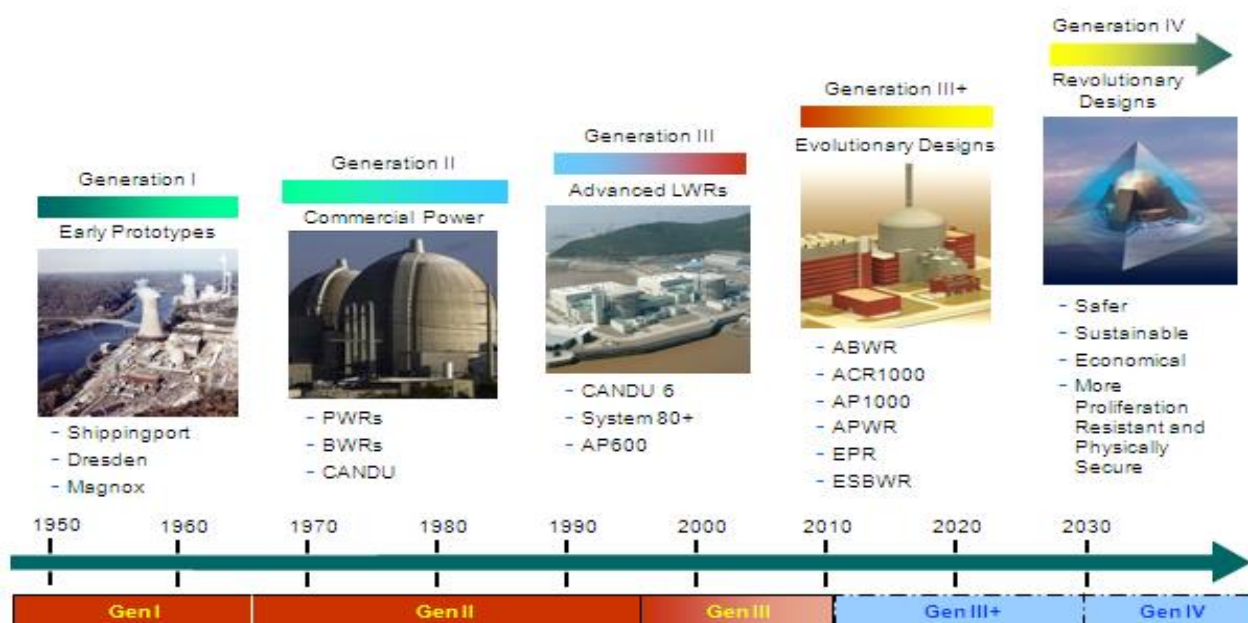 Generation I
Early Prototypes
- Shippingport
- Dresden
- Magnox
Generation II
Commercial Power
- PWRs
- BWRs
- CANDU
Generation III
Advanced LWRs
- CANDU 6
- System 80+
- AP600
Generation III+
Evolutionary Designs
- ABWR
- ACR1000
- AP1000
- APWR
- EPR
- ESBWR
Generation IV
Revolutionary
Designs
- Safer
- Sustainable
- Economical
- More
Proliferation
Resistant and
Physically
Secure
1950 1960 1970 1980 1990 2000 2010 2020 2030
Gen I Gen II Gen III Gen III+ Gen IV